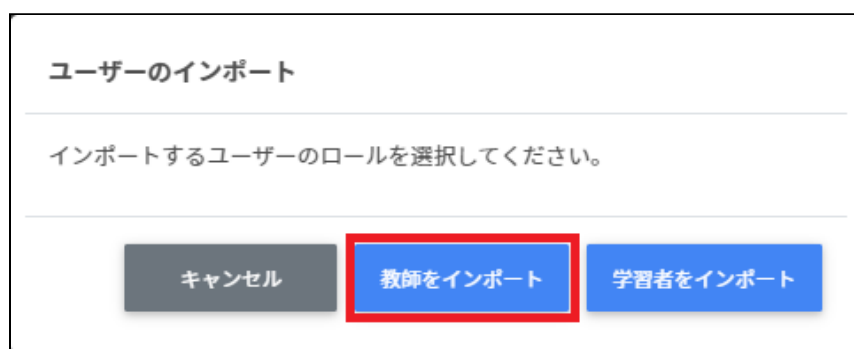 ユーザーのインポート
インポートするユーザーのロールを選択してください。
キャンセル 教師をインポート 学習者をインポート